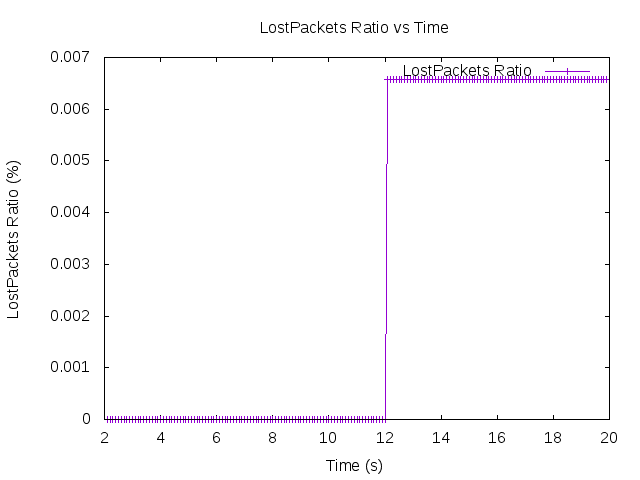 LostPackets Ratio vs Time
0.007
LostPackets Ratio
0.006
0.005
0.004
0.003
0.002
0.001
0
LostPackets Ratio (%)
2 4 6 8 10 12 14 16 18 20
Time (s)